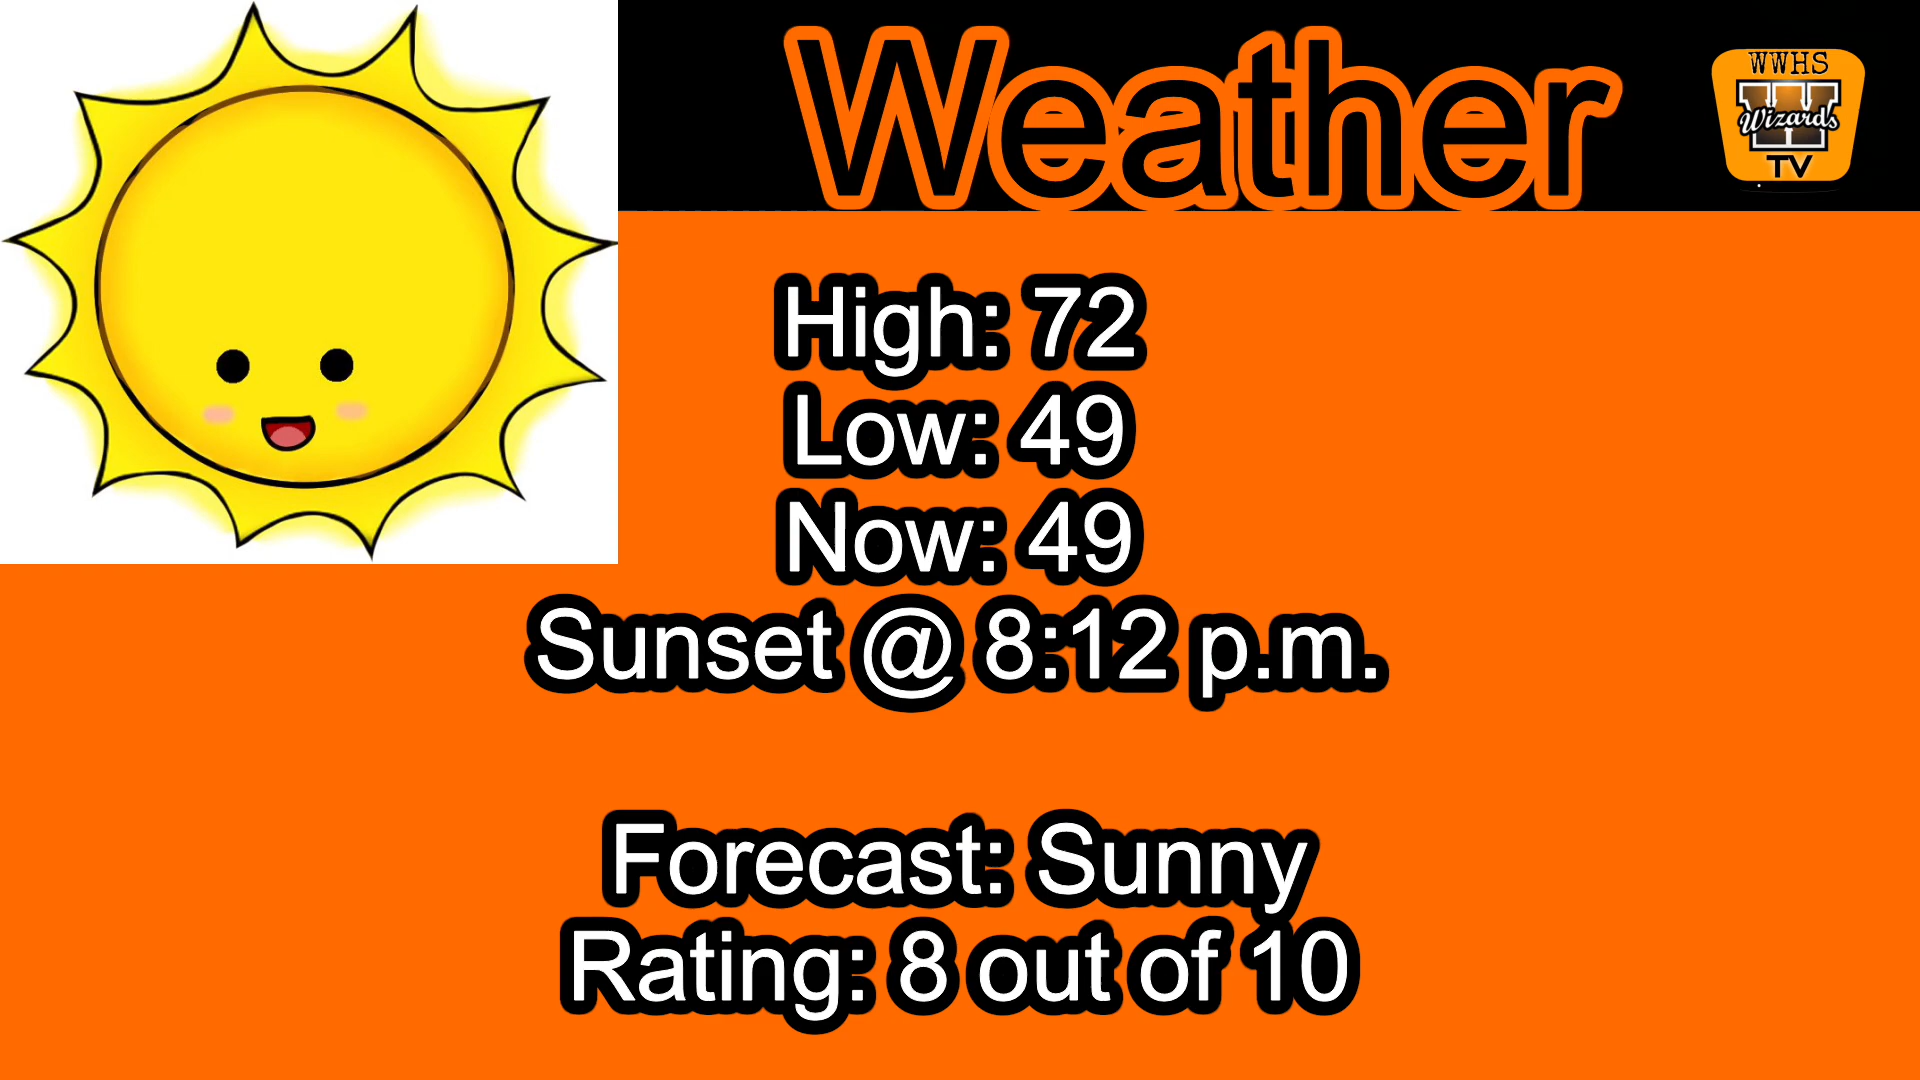 Weather
WWHS
W
Wizards
TV
High: 72
Low: 49
Now: 49
Sunset @ 8:12 p.m.
Forecast: Sunny
Rating: 8 out of 10